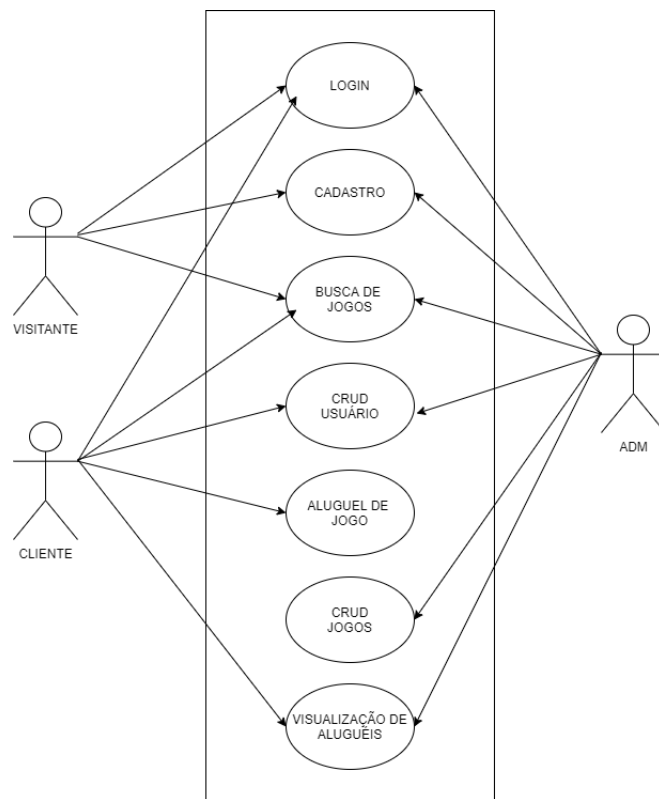 LOGIN
CADASTRO
BUSCA DE
JOGOS
VISITANTE
CRUD
USUÁRIO
ADM
ALUGUEL DE
JOGO
CLIENTE
CRUD
JOGOS
VISUALIZAÇÃO DE
ALUGUÉIS